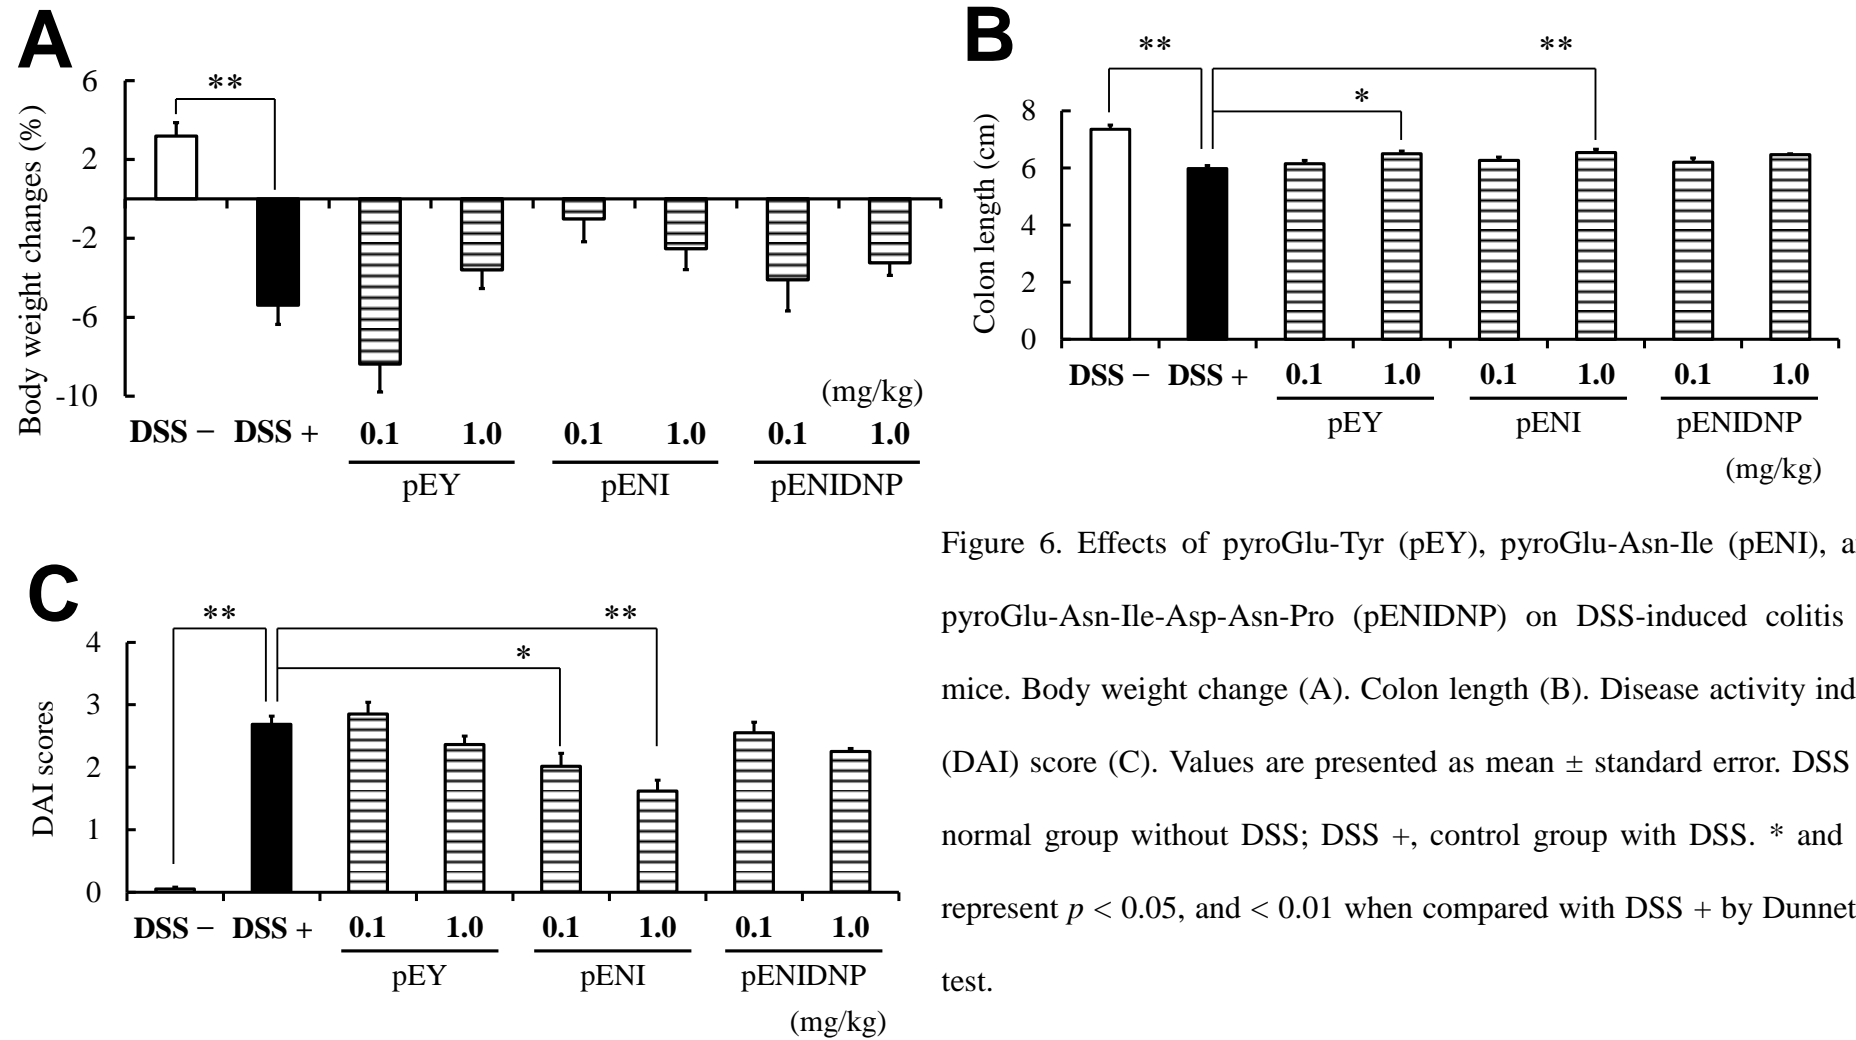 A
Body weight changes (%)
6
2
-2
-6
-10
**
(mg/kg)
DSS − DSS + 0.1 1.0 0.1 1.0 0.1 1.0
pEY pENI pENIDNP
B
Colon length (cm)
8
6
4
2
0
** **
*
DSS − DSS + 0.1 1.0 0.1 1.0 0.1 1.0
pEY pENI pENIDNP
(mg/kg)
C
DAI scores
4
3
2
1
0
** **
*
DSS − DSS + 0.1 1.0 0.1 1.0 0.1 1.0
pEY pENI pENIDNP
(mg/kg)
Figure 6. Effects of pyroGlu-Tyr (pEY), pyroGlu-Asn-Ile (pENI), a
pyroGlu-Asn-Ile-Asp-Asn-Pro (pENIDNP) on DSS-induced colitis
mice. Body weight change (A). Colon length (B). Disease activity ind
(DAI) score (C). Values are presented as mean ± standard error. DSS
normal group without DSS; DSS +, control group with DSS. * and
represent p < 0.05, and < 0.01 when compared with DSS + by Dunnet
test.